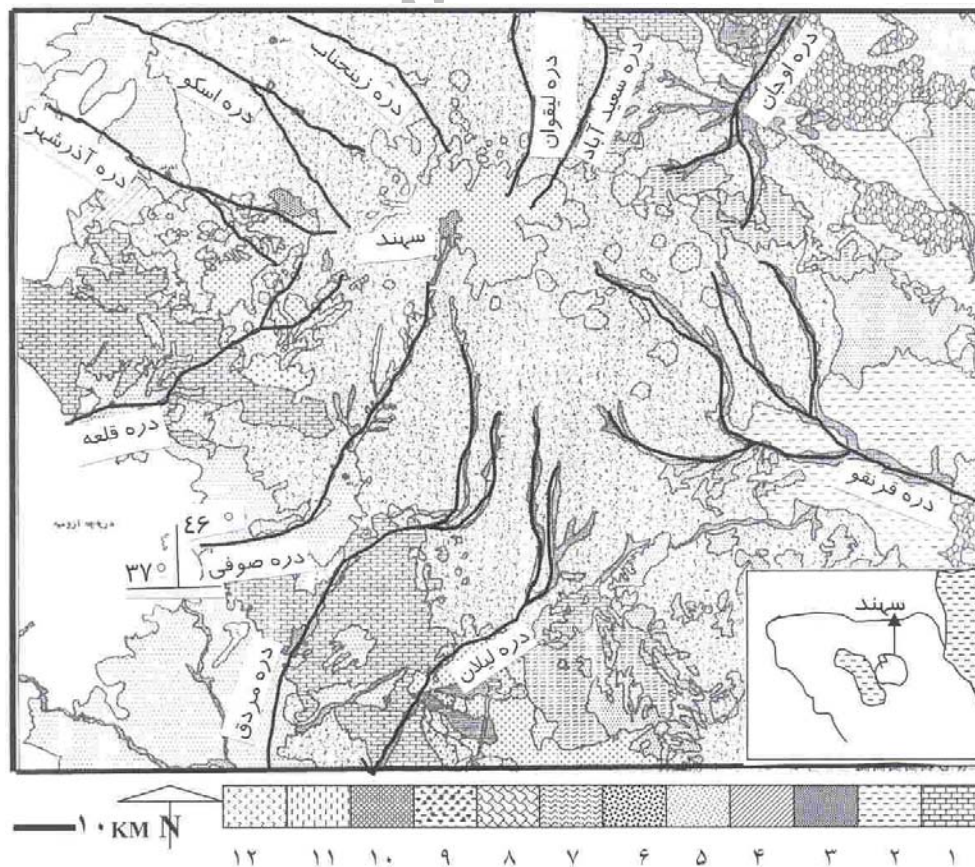 دره اوجان
دره سعید آباد
دره لیقوان
دره زینجناب
دره اسکو
دره آذرشهر
سهند
دره قلعه
دریاچه ارومیه
۴۶ ○
۳۷○
دره صوفی
دره مردق
دره لیلان
دره قرنقو
سهند
۱۰ KM N
۱۲ ۱۱ ۱۰ ۹ ۸ ۷ ۶ ۵ ۴ ۳ ۲ ۱